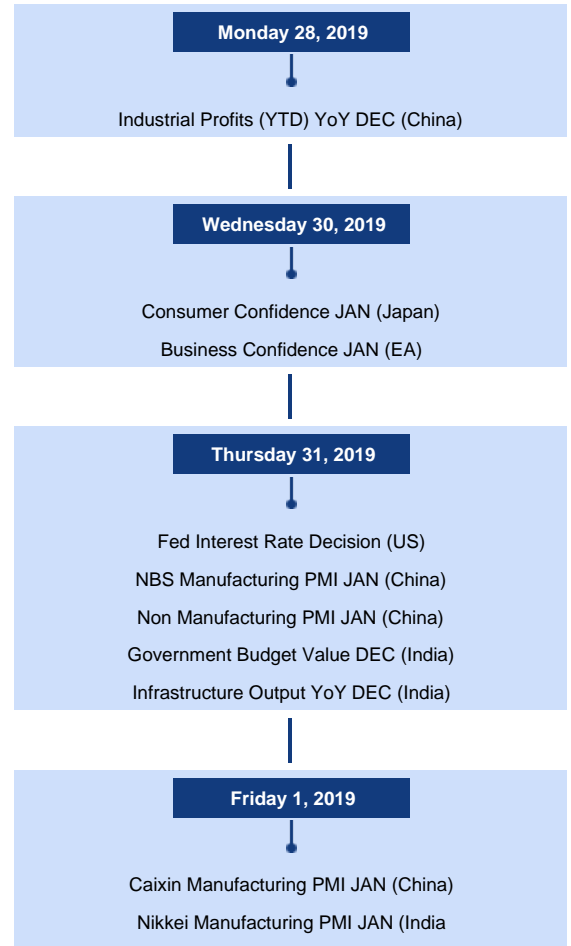 Monday 28, 2019
Industrial Profits (YTD) YoY DEC (China)
Wednesday 30, 2019
Consumer Confidence JAN (Japan)
Business Confidence JAN (EA)
Thursday 31, 2019
Fed Interest Rate Decision (US)
NBS Manufacturing PMI JAN (China)
Non Manufacturing PMI JAN (China)
Government Budget Value DEC (India)
Infrastructure Output YoY DEC (India)
Friday 1, 2019
Caixin Manufacturing PMI JAN (China)
Nikkei Manufacturing PMI JAN (India